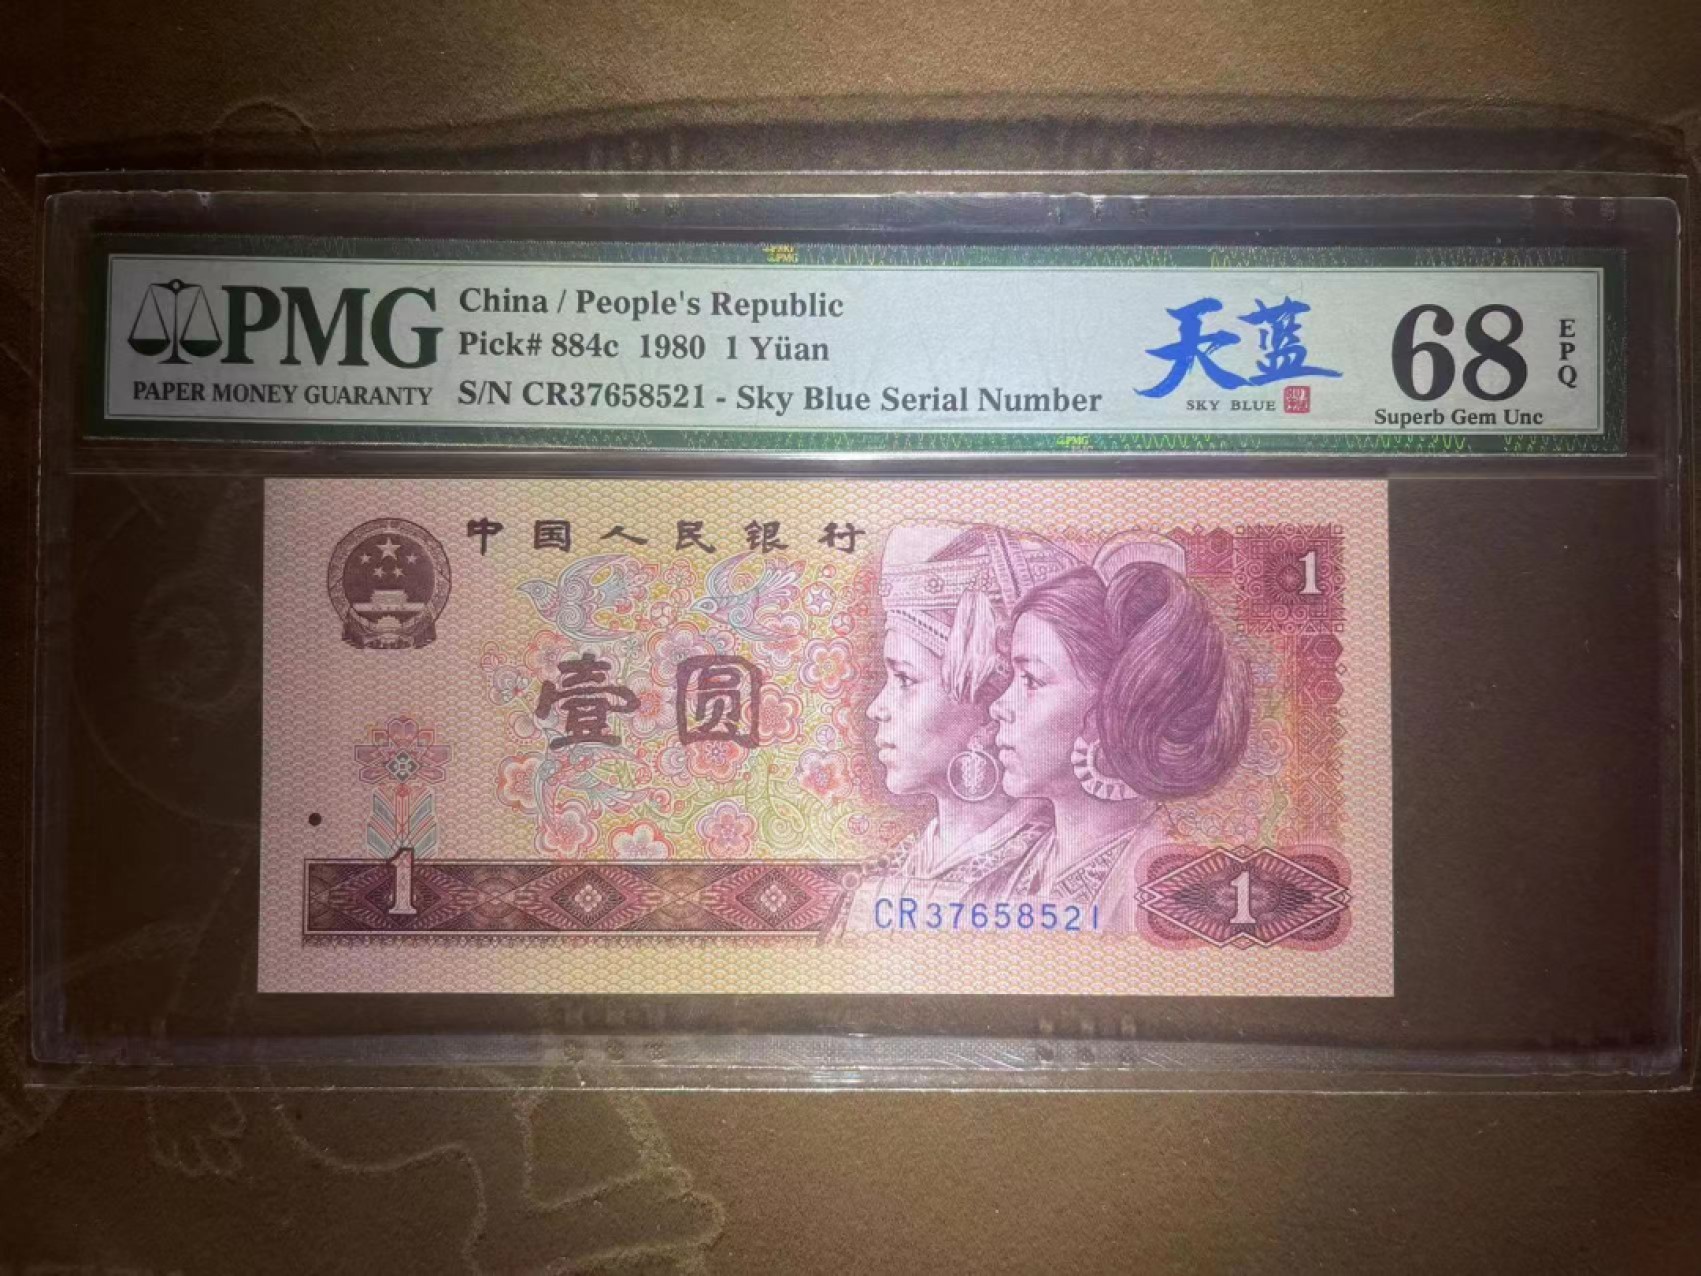 PMG
PAPER MONEY GUARANTY
China / People's Republic
Pick# 884c 1980 1 Yüan
S/N CR37658521 - Sky Blue Serial Number
天蓝
SKY BLUE
68
EPQ
Superb Gem Unc
中国人民银行
1
壹圆
1
CR37658521
1